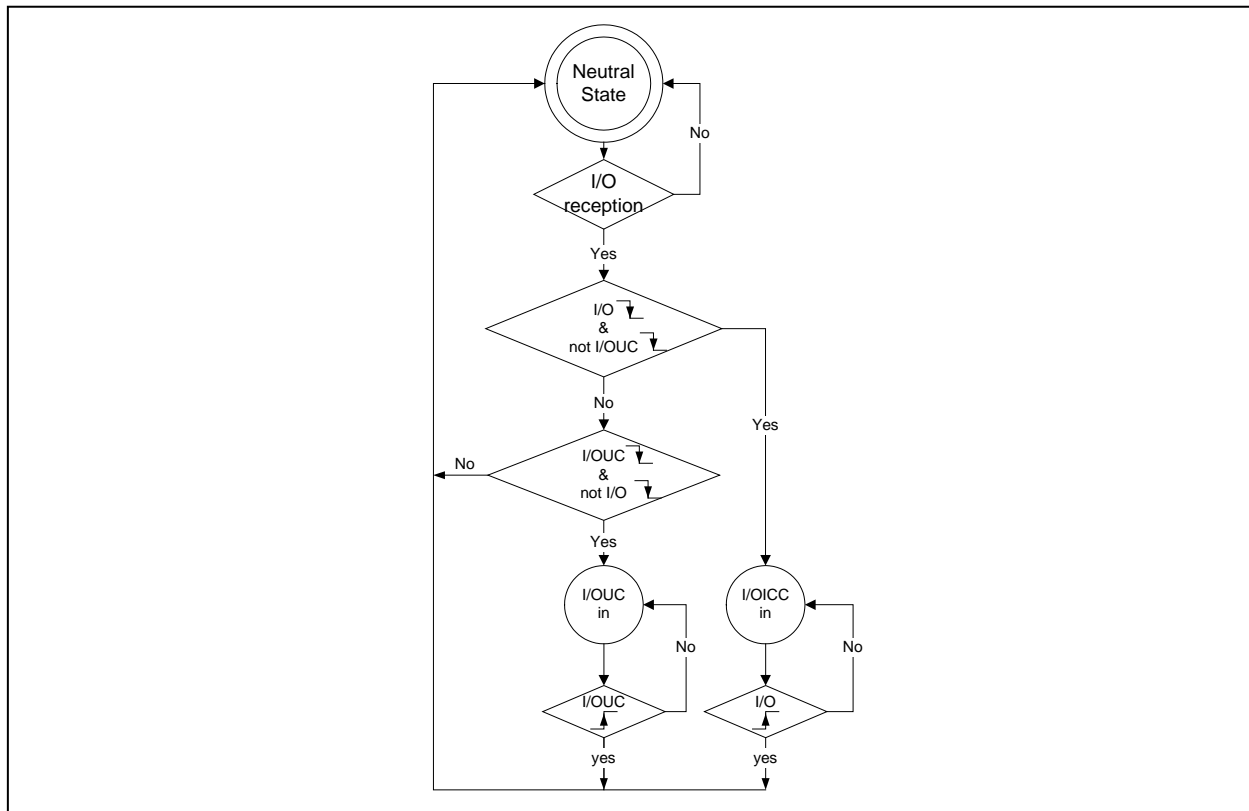 Neutral
State
No
I/O
reception
Yes
I/O
&
not I/OUC
No
Yes
I/OUC
&
not I/O
No
Yes
I/OUC
in
No
I/OICC
in
No
I/OUC
I/O
yes
yes